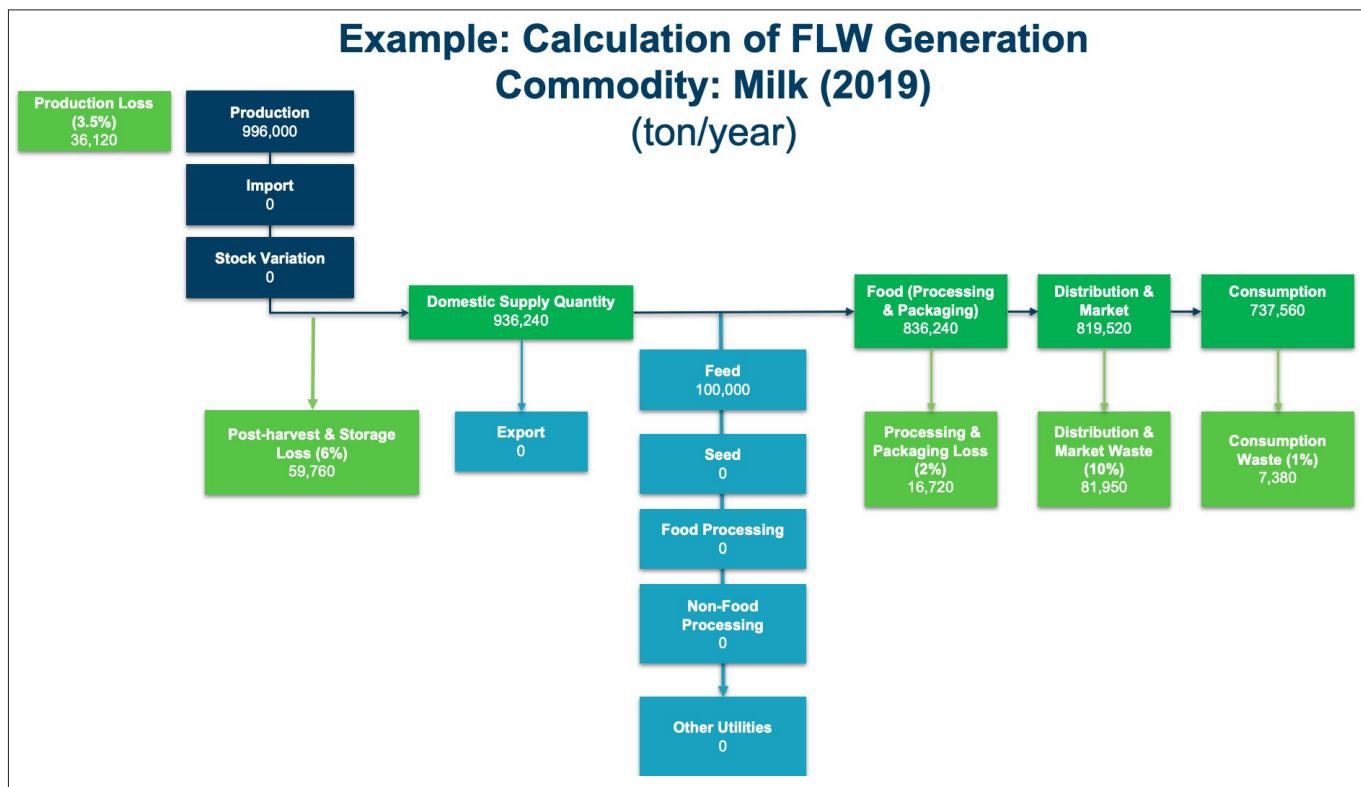 Example: Calculation of FLW Generation
Commodity: Milk (2019)
(ton/year)
Production Loss
(3.5%)
36,120
Production
996,000
Import
0
Stock Variation
0
Domestic Supply Quantity
936,240
Food (Processing
& Packaging)
836,240
Distribution &
Market
819,520
Consumption
737,560
Post-harvest & Storage
Loss (6%)
59,760
Export
0
Feed
100,000
Seed
0
Food Processing
0
Non-Food
Processing
0
Other Utilities
0
Processing &
Packaging Loss
(2%)
16,720
Distribution &
Market Waste
(10%)
81,950
Consumption
Waste (1%)
7,380